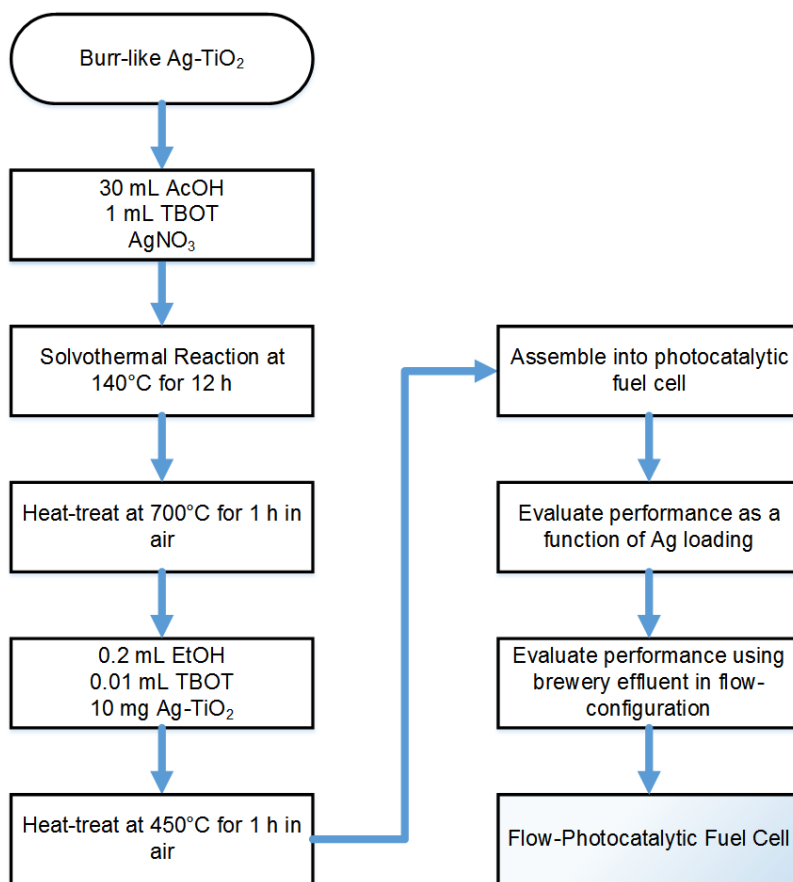 Burr-like Ag-TiO₂
30 mL AcOH
1 mL TBOT
AgNO₃
Solvothermal Reaction at
140°C for 12 h
Heat-treat at 700°C for 1 h in
air
0.2 mL EtOH
0.01 mL TBOT
10 mg Ag-TiO₂
Heat-treat at 450°C for 1 h in
air
Assemble into photocatalytic
fuel cell
Evaluate performance as a
function of Ag loading
Evaluate performance using
brewery effluent in flow-
configuration
Flow-Photocatalytic Fuel Cell